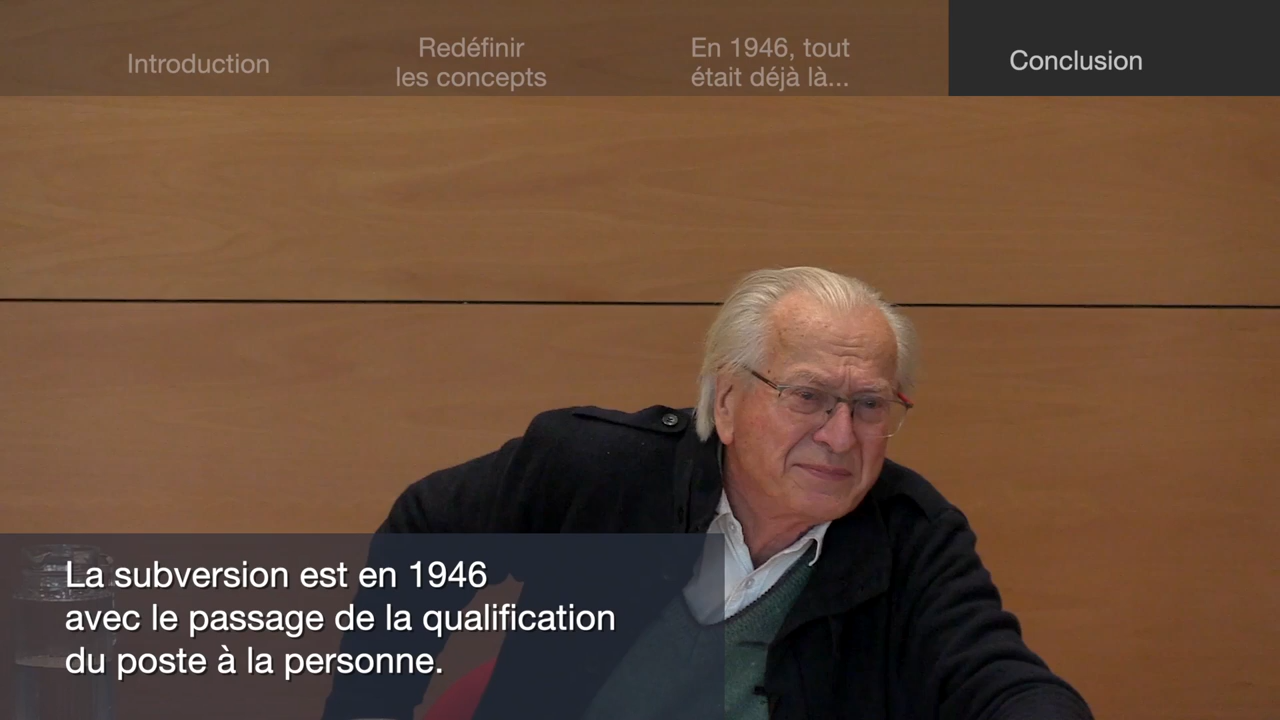 Introduction
Redéfinir
les concepts
En 1946, tout
était déjà là...
Conclusion
La subversion est en 1946
avec le passage de la qualification
du poste à la personne.